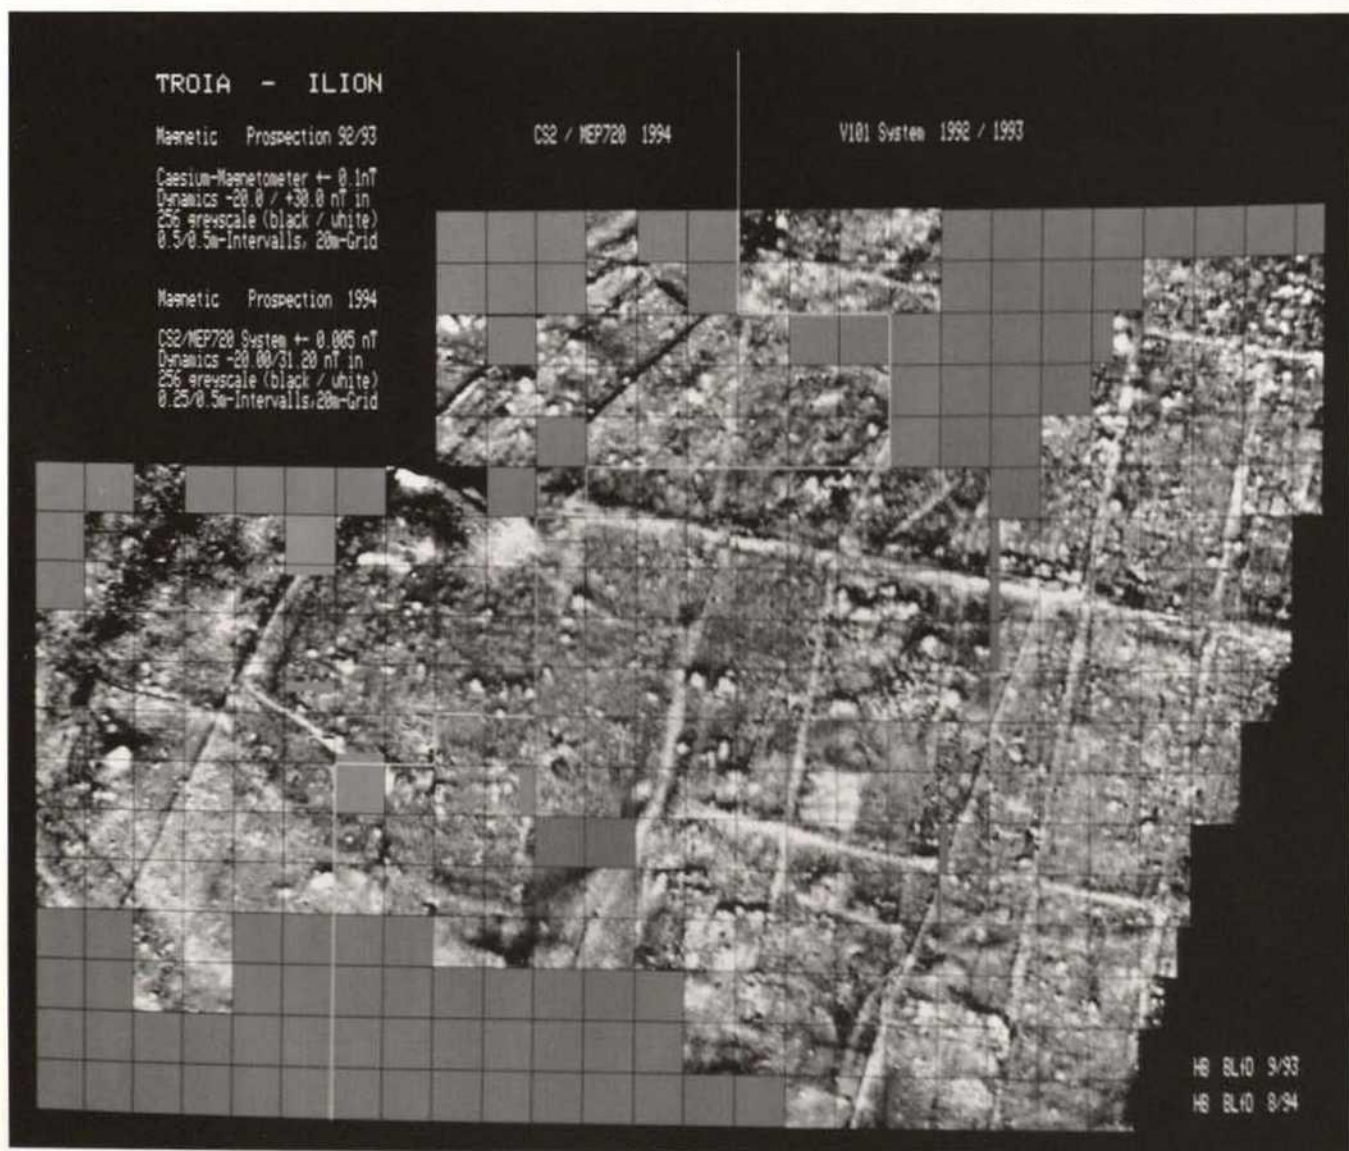 TROIA - ILION
Magnetic Prospection 92/93
Caesium-Magnetometer +- 0.1nT
Dynamics -20.0 / +30.0 nT in
256 greyscale (black / white)
0.5/0.5m-Intervalls, 20m-Grid
Magnetic Prospection 1994
CS2/MEP720 System +- 0.005 nT
Dynamics -20.00/31.20 nT in
256 greyscale (black / white)
0.25/0.5m-Intervalls,20m-Grid
CS2 / MEP720 1994
V101 System 1992 / 1993
HB BLfD 9/93
HB BLfD 8/94